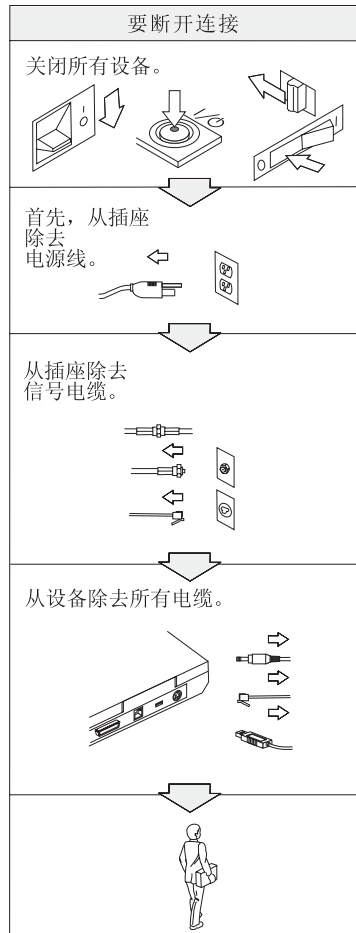 要断开连接
关闭所有设备。
首先，从插座
除去
电源线。
从插座除去
信号电缆。
从设备除去所有电缆。